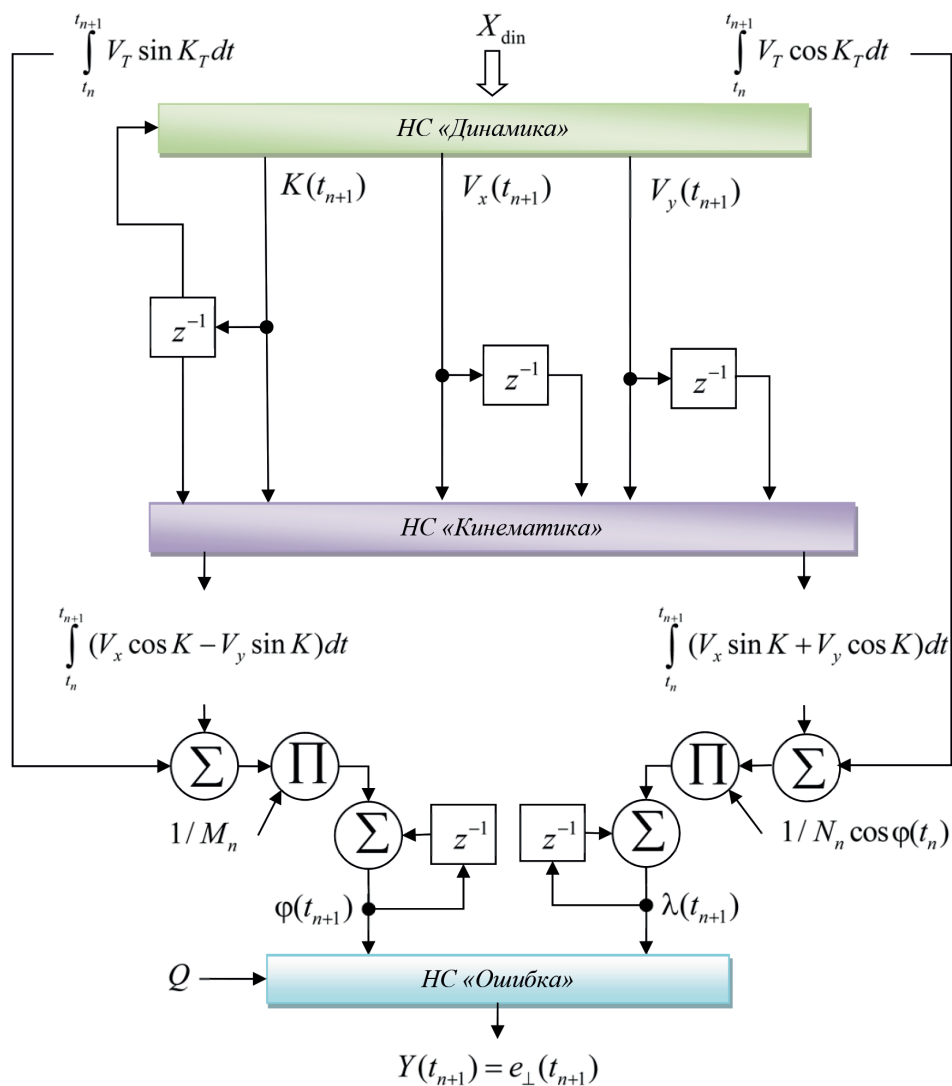 ∫_{t_n}^{t_{n+1}} V_T sin K_T dt
X_din
∫_{t_n}^{t_{n+1}} V_T cos K_T dt
НС «Динамика»
K(t_{n+1})
V_x(t_{n+1})
V_y(t_{n+1})
z^{-1}
z^{-1}
z^{-1}
НС «Кинематика»
∫_{t_n}^{t_{n+1}} (V_x cos K − V_y sin K)dt
∫_{t_n}^{t_{n+1}} (V_x sin K + V_y cos K)dt
Σ
∏
∏
Σ
1/M_n
Σ
z^{-1}
z^{-1}
Σ
1/N_n cos φ(t_n)
φ(t_{n+1})
λ(t_{n+1})
Q
НС «Ошибка»
Y(t_{n+1}) = e_⊥(t_{n+1})